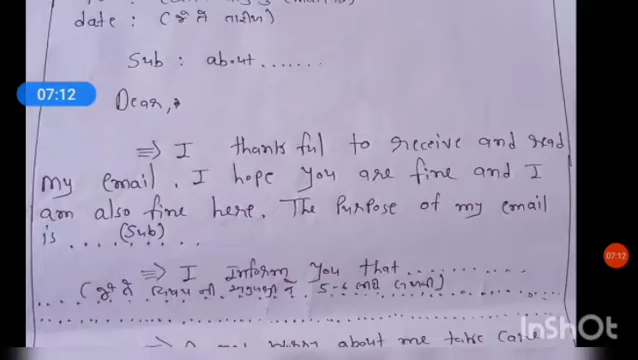 date : (જે તે તારીખ)
Sub : about.......
07:12
Dear,
⇒ I thankful to receive and read
my email. I hope you are fine and I
am also fine here. The Purpose of my email
is ..(Sub).....
07:12
⇒ I Inform you that...........
(જે તે વિષય ની
⇒ about me take care
InShOt